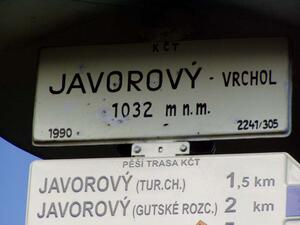 KČT
JAVOROVÝ - VRCHOL
1032 m n.m.
1990 2241/305
PĚŠÍ TRASA KČT
JAVOROVÝ (TUR.CH.) 1,5 km
JAVOROVÝ (GUTSKÉ ROZC.) 2 km